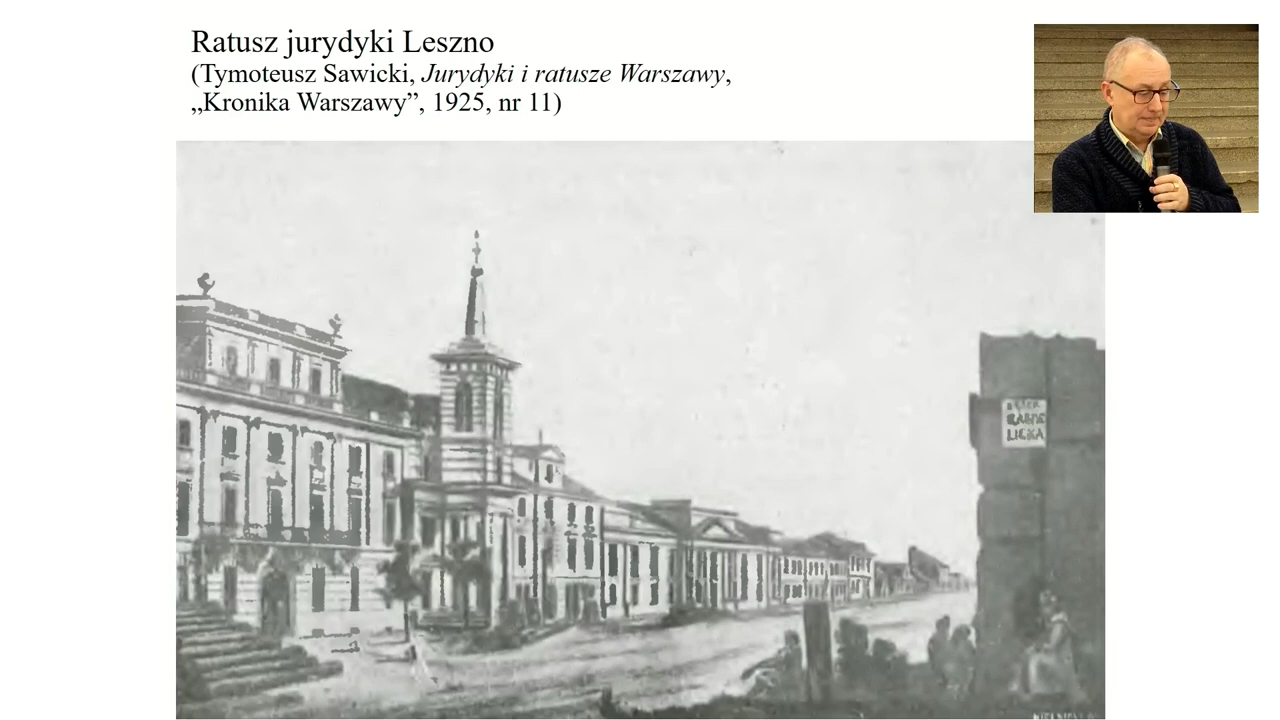 Ratusz jurydyki Leszno
(Tymoteusz Sawicki, Jurydyki i ratusze Warszawy,
„Kronika Warszawy”, 1925, nr 11)